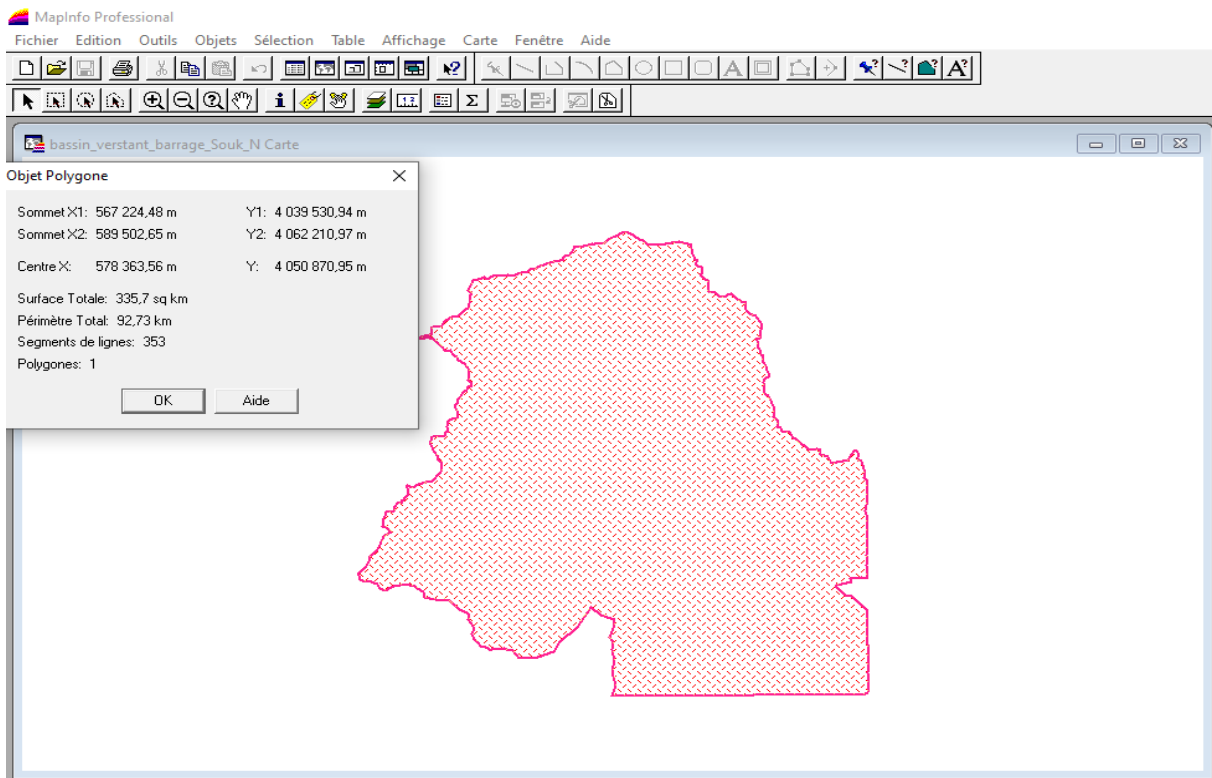 MapInfo Professional
Fichier Edition Outils Objets Sélection Table Affichage Carte Fenêtre Aide
bassin_verstant_barrage_Souk_N Carte
Objet Polygone
Sommet X1: 567 224,48 m Y1: 4 039 530,94 m
Sommet X2: 589 502,65 m Y2: 4 062 210,97 m
Centre X: 578 363,56 m Y: 4 050 870,95 m
Surface Totale: 335,7 sq km
Périmètre Total: 92,73 km
Segments de lignes: 353
Polygones: 1
OK Aide